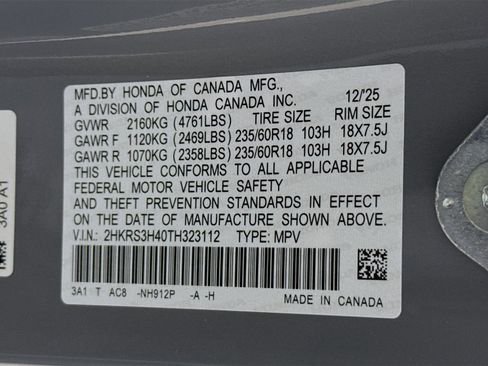 MFD.BY HONDA OF CANADA MFG.,
A DIVISION OF HONDA CANADA INC. 12/25
GVWR 2160KG (4761LBS) TIRE SIZE RIM SIZE
GAWR F 1120KG (2469LBS) 235/60R18 103H 18X7.5J
GAWR R 1070KG (2358LBS) 235/60R18 103H 18X7.5J
THIS VEHICLE CONFORMS TO ALL APPLICABLE
FEDERAL MOTOR VEHICLE SAFETY
AND THEFT PREVENTION STANDARDS IN EFFECT
ON THE DATE OF MANUFACTURE SHOWN ABOVE.
V.I.N.: 2HKRS3H40TH323112 TYPE: MPV
3A1 T AC8 -NH912P -A -H MADE IN CANADA
3A0 A1